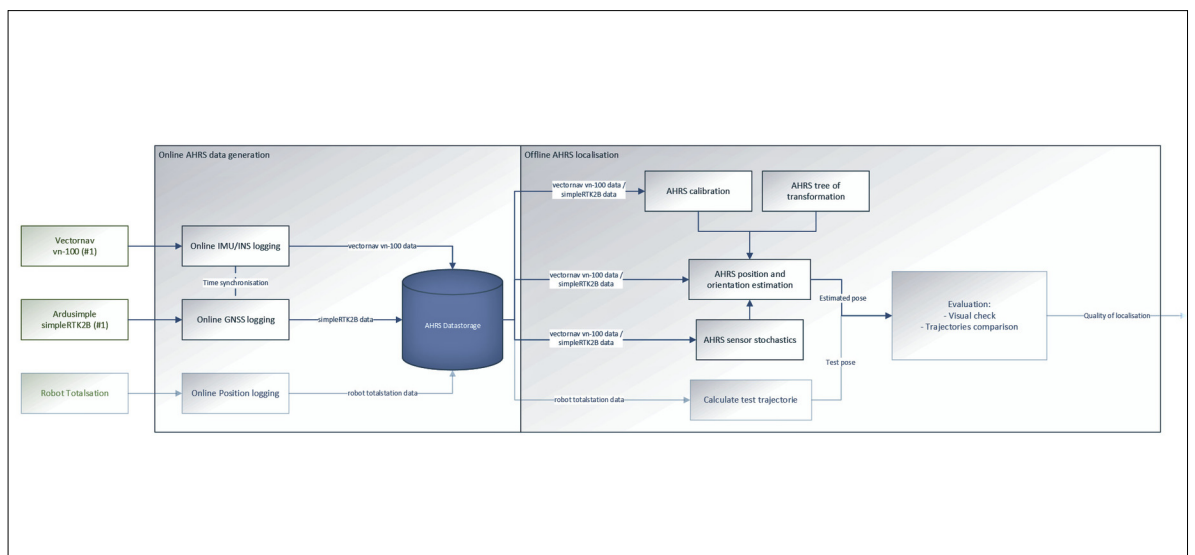 Online AHRS data generation
Offline AHRS localisation
Vectornav
vn-100 (#1)
Online IMU/INS logging
vectornav vn-100 data
Time synchronisation
Ardusimple
simpleRTK2B (#1)
Online GNSS logging
simpleRTK2B data
AHRS Datastorage
Robot Totalsation
Online Position logging
robot totalstation data
vectornav vn-100 data /
simpleRTK2B data
AHRS calibration
AHRS tree of
transformation
vectornav vn-100 data /
simpleRTK2B data
AHRS position and
orientation estimation
Estimated pose
vectornav vn-100 data /
simpleRTK2B data
AHRS sensor stochastics
Test pose
robot totalstation data
Calculate test trajectorie
Evaluation:
- Visual check
- Trajectories comparison
Quality of localisation